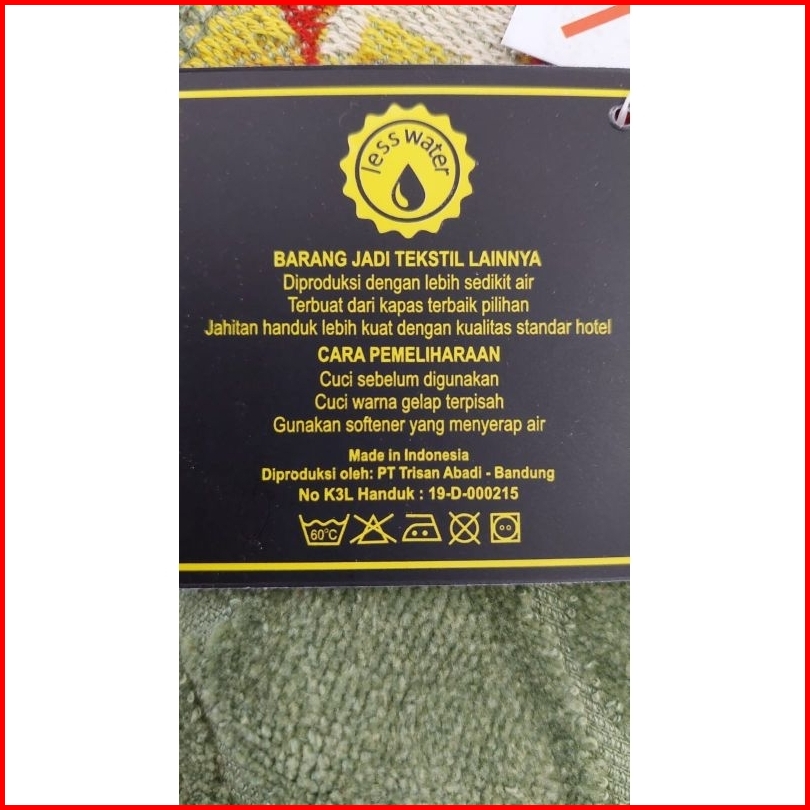 less water
BARANG JADI TEKSTIL LAINNYA
Diproduksi dengan lebih sedikit air
Terbuat dari kapas terbaik pilihan
Jahitan handuk lebih kuat dengan kualitas standar hotel
CARA PEMELIHARAAN
Cuci sebelum digunakan
Cuci warna gelap terpisah
Gunakan softener yang menyerap air
Made in Indonesia
Diproduksi oleh: PT Trisan Abadi - Bandung
No K3L Handuk : 19-D-000215
60°C